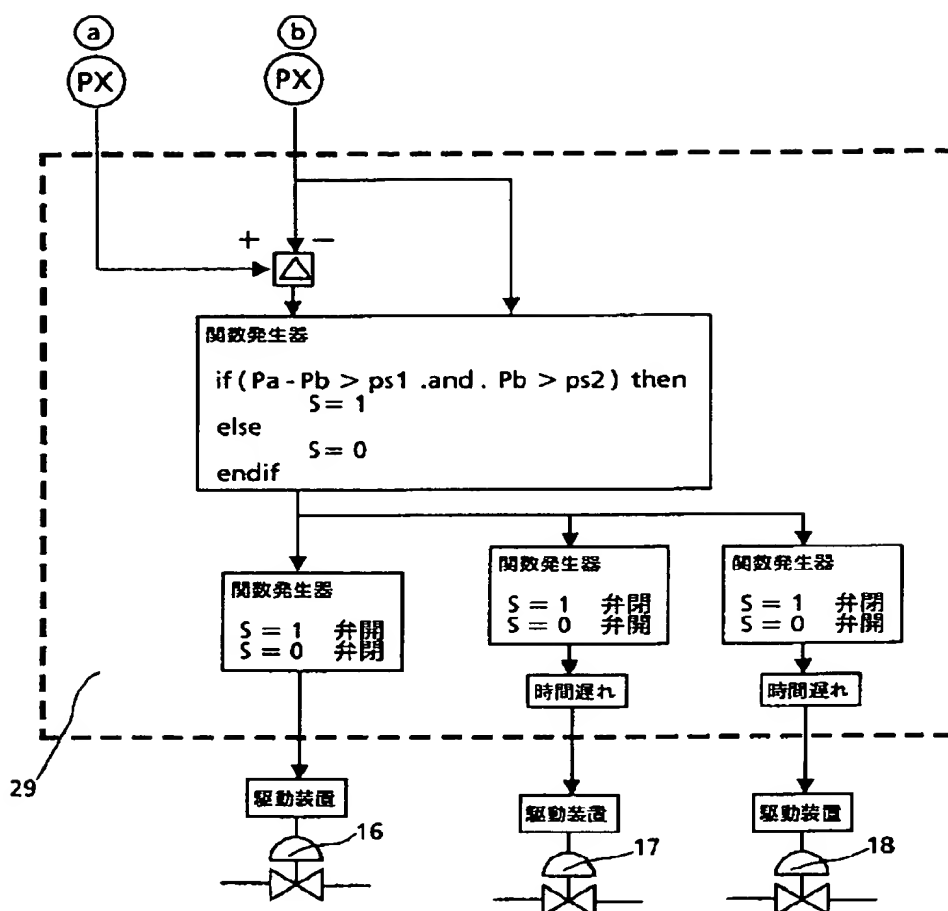 a b
PX PX
+ −
関数発生器
if (Pa - Pb > ps1 .and. Pb > ps2) then
S = 1
else
S = 0
endif
関数発生器
S = 1 弁開
S = 0 弁閉
関数発生器
S = 1 弁閉
S = 0 弁開
関数発生器
S = 1 弁閉
S = 0 弁開
時間遅れ 時間遅れ
29
駆動装置 駆動装置 駆動装置
16 17 18